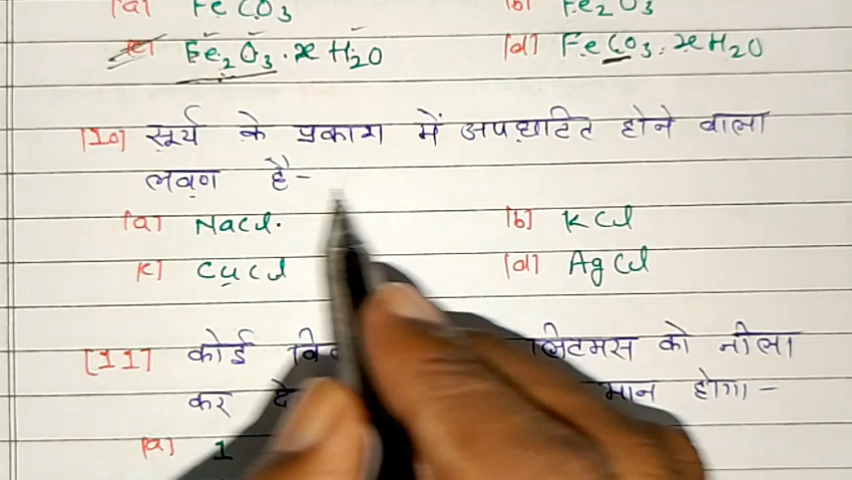 [a] FeCO3 [b] Fe2O3
[c] Fe2O3.xH2O [d] FeCO3.xH2O
[10] सूर्य के प्रकाश में अपघटित होने वाला
लवण है-
[a] NaCl. [b] KCl
[c] CuCl [d] AgCl
[11] कोई लिटमस को नीला
कर मान होगा-
[a] 1